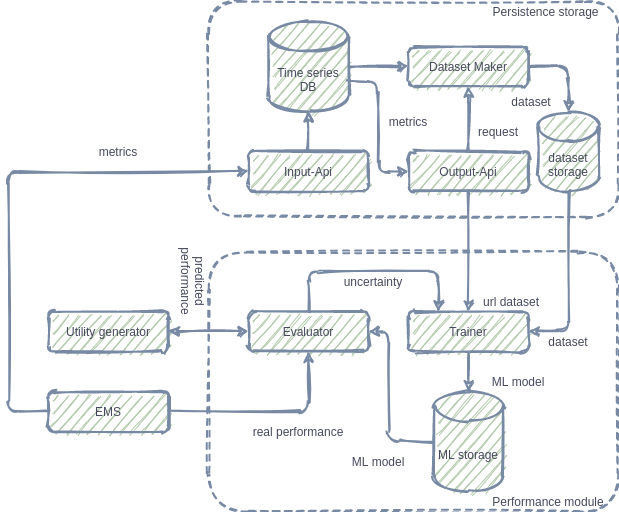 Persistence storage
Time series
DB
Dataset Maker
dataset
metrics
request
metrics
Input-Api
Output-Api
dataset
storage
predicted
performance
uncertainty
url dataset
Utility generator
Evaluator
Trainer
dataset
ML model
EMS
real performance
ML model
ML storage
Performance module